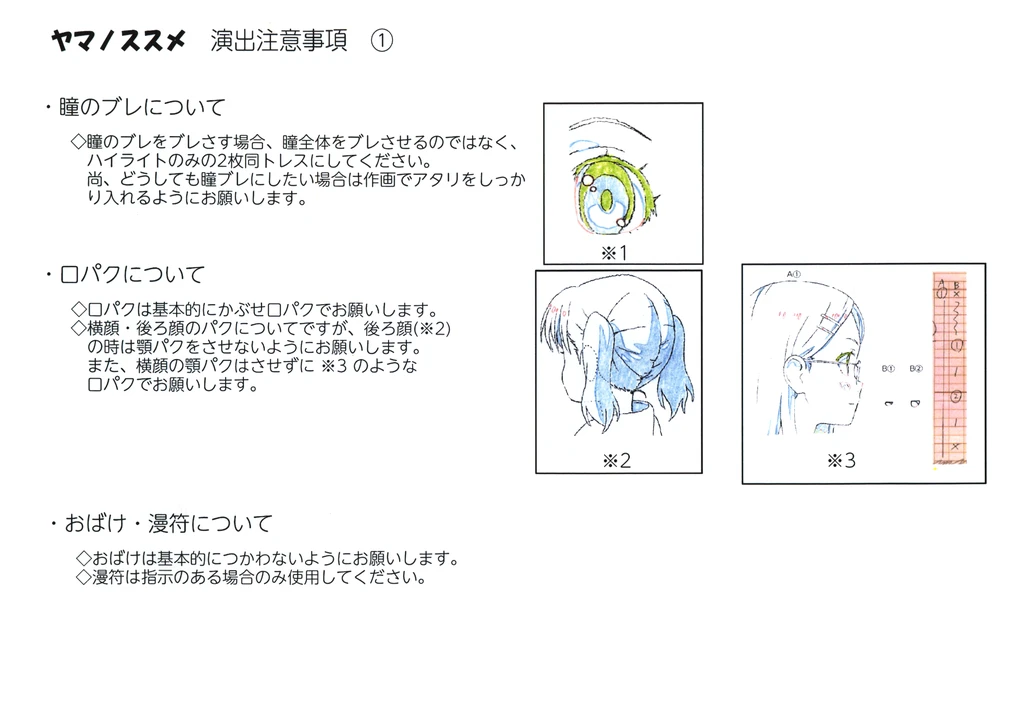 ヤマノススメ 演出注意事項 ①
・瞳のブレについて
◇瞳のブレをブレさす場合、瞳全体をブレさせるのではなく、
ハイライトのみの2枚同トレスにしてください。
尚、どうしても瞳ブレにしたい場合は作画でアタリをしっか
り入れるようにお願いします。
※1
・口パクについて
◇口パクは基本的にかぶせ口パクでお願いします。
◇横顔・後ろ顔のパクについてですが、後ろ顔(※2)
の時は顎パクをさせないようにお願いします。
また、横顔の顎パクはさせずに ※3 のような
口パクでお願いします。
※2
A①
B① B②
A B
① ×
①
1
②
1
×
※3
・おばけ・漫符について
◇おばけは基本的につかわないようにお願いします。
◇漫符は指示のある場合のみ使用してください。